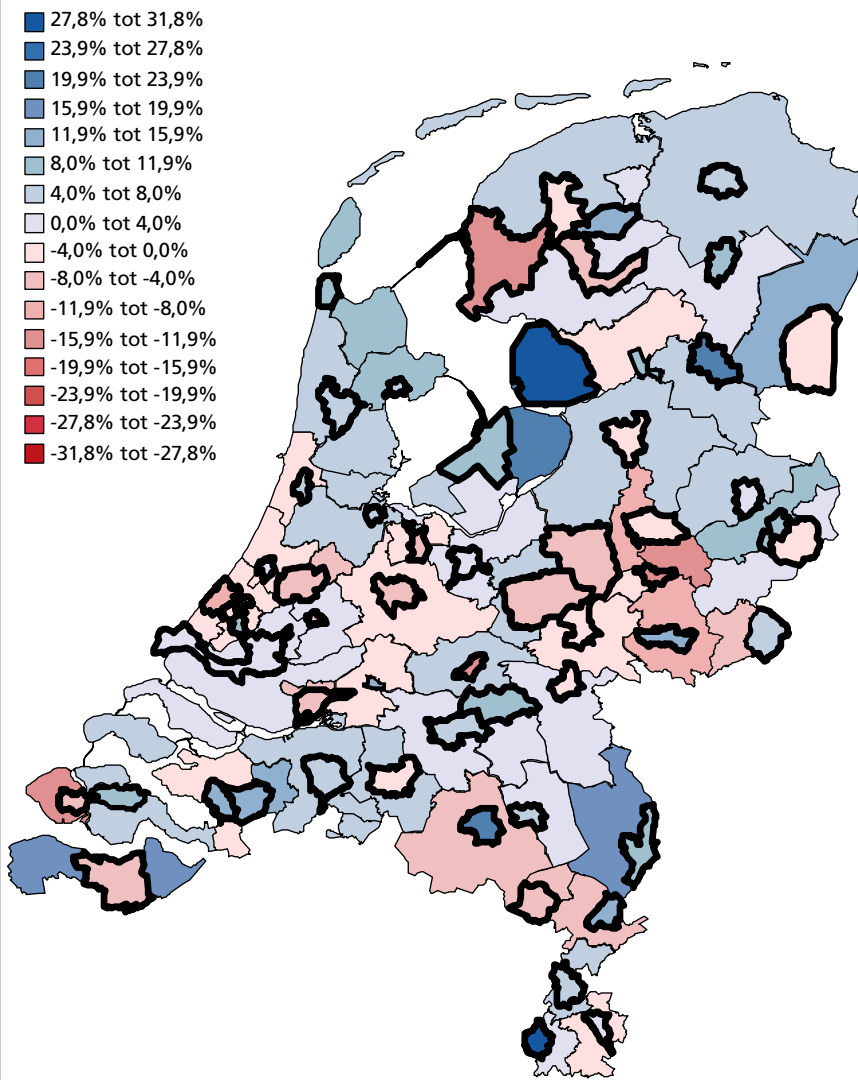 27,8% tot 31,8%
23,9% tot 27,8%
19,9% tot 23,9%
15,9% tot 19,9%
11,9% tot 15,9%
8,0% tot 11,9%
4,0% tot 8,0%
0,0% tot 4,0%
-4,0% tot 0,0%
-8,0% tot -4,0%
-11,9% tot -8,0%
-15,9% tot -11,9%
-19,9% tot -15,9%
-23,9% tot -19,9%
-27,8% tot -23,9%
-31,8% tot -27,8%